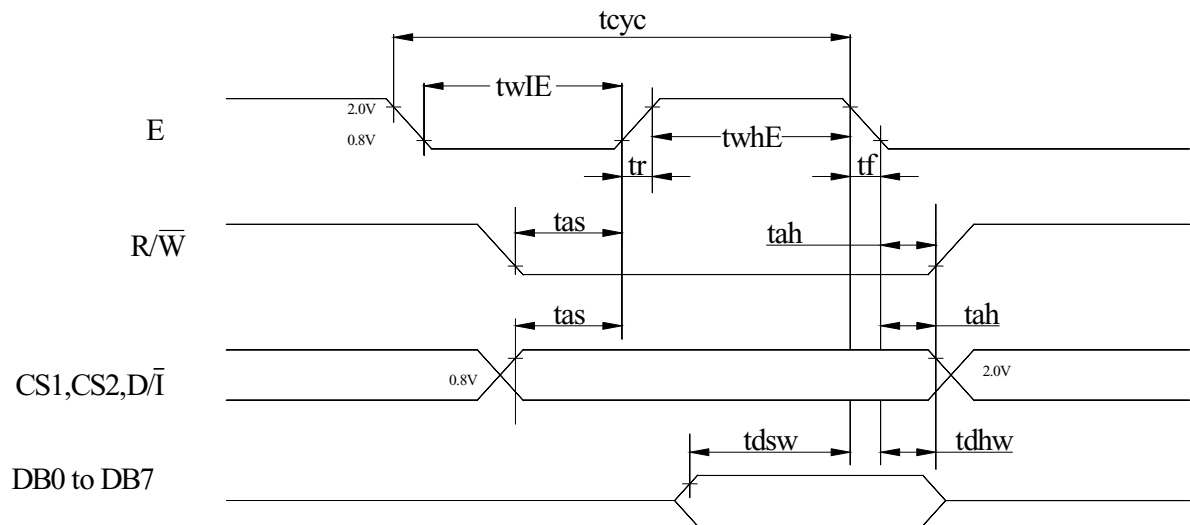 tcyc
twIE
2.0V
E
0.8V
twhE
tr
tf
tas
R/W̅
tah
tas
tah
CS1,CS2,D/I̅
0.8V
2.0V
tdsw
tdhw
DB0 to DB7